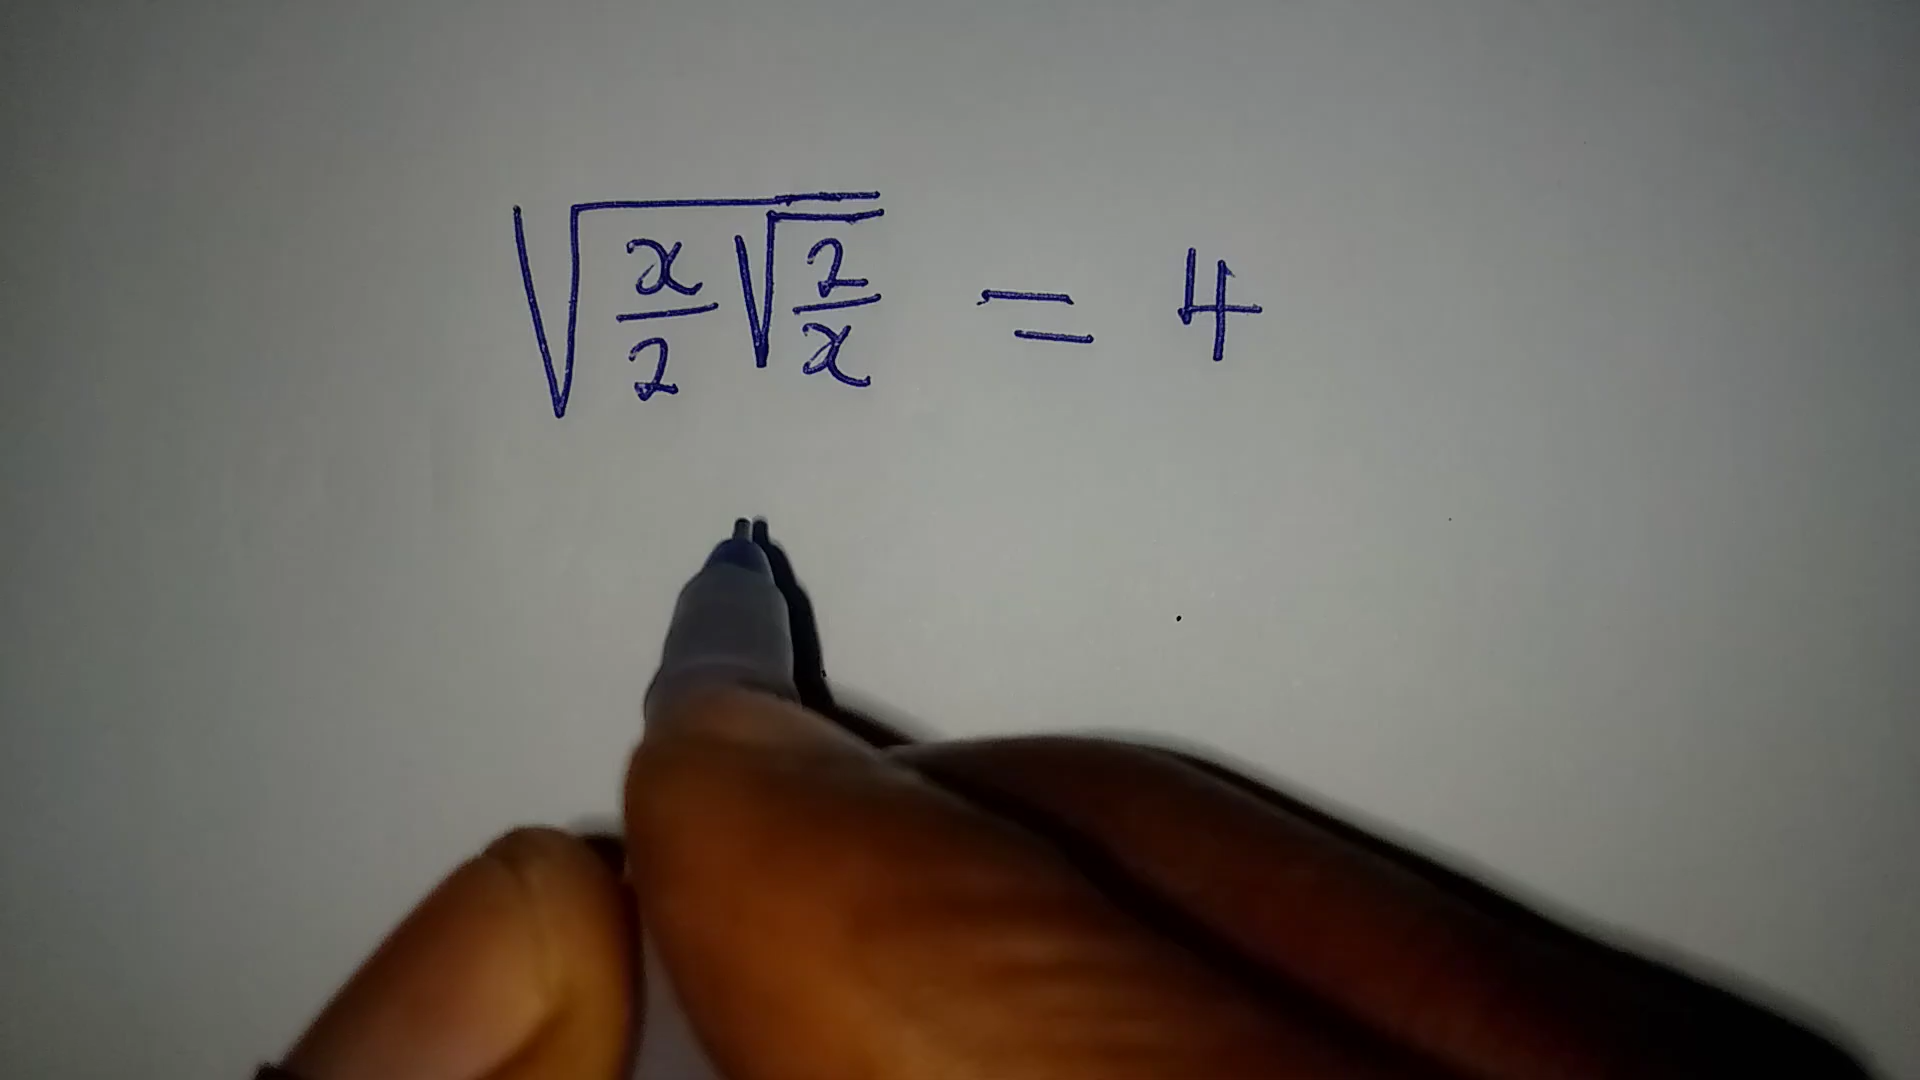 √(x/2 √(2/x)) = 4